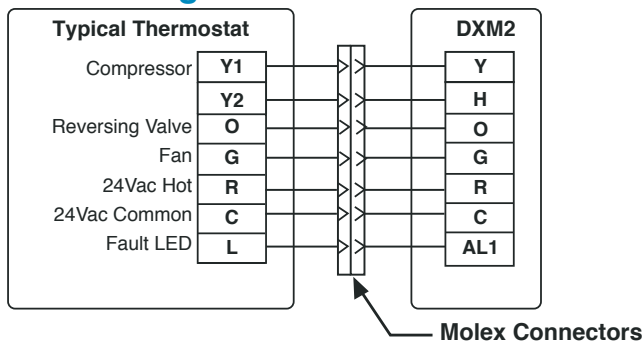 Typical Thermostat
DXM2
Compressor Y1 Y
Y2 H
Reversing Valve O O
Fan G G
24Vac Hot R R
24Vac Common C C
Fault LED L AL1
Molex Connectors